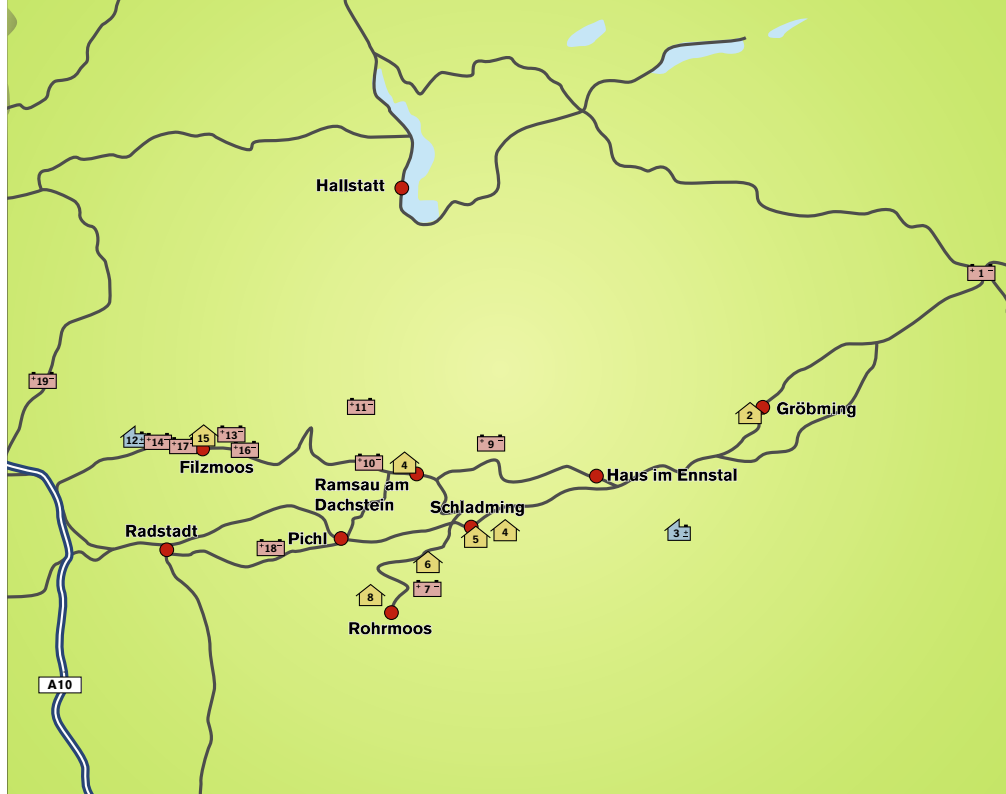 Hallstatt
+ 1 −
+19−
+11−
2
Gröbming
12±
+14−
+17−
15
+13−
+16−
Filzmoos
+ 9 −
+10−
4
Haus im Ennstal
Ramsau am
Dachstein
Schladming
Radstadt
Pichl
+18−
5
4
3 ±
6
+ 7 −
8
Rohrmoos
A10